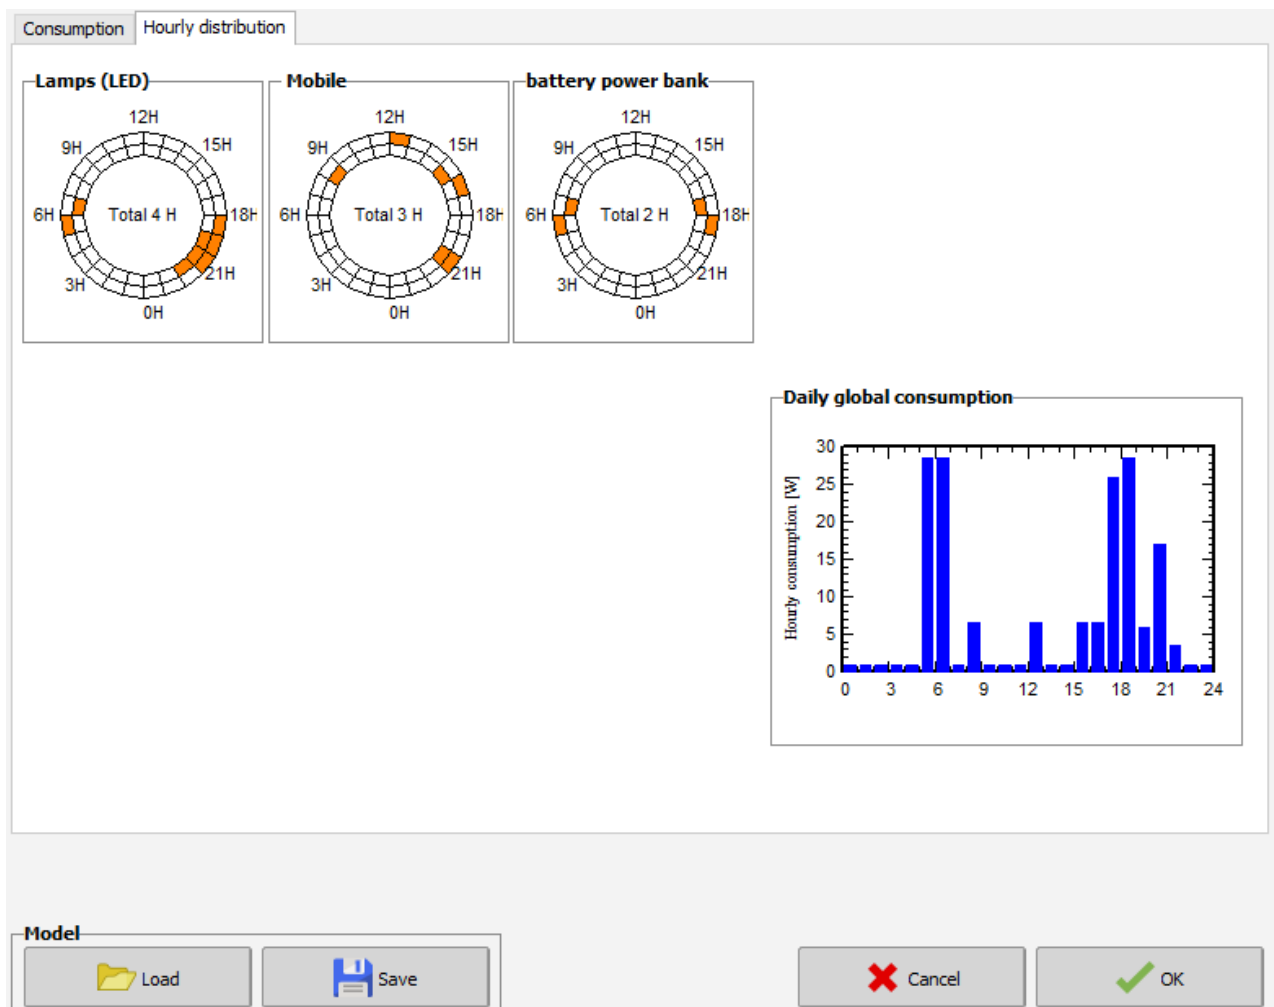 Consumption Hourly distribution
Lamps (LED) Mobile battery power bank
12H 12H 12H
9H 15H 9H 15H 9H 15H
6H Total 4 H 18H 6H Total 3 H 18H 6H Total 2 H 18H
3H 21H 3H 21H 3H 21H
0H 0H 0H
Daily global consumption
30
25
20
15
10
5
0
Hourly consumption [W]
0 3 6 9 12 15 18 21 24
Model
Load Save Cancel OK